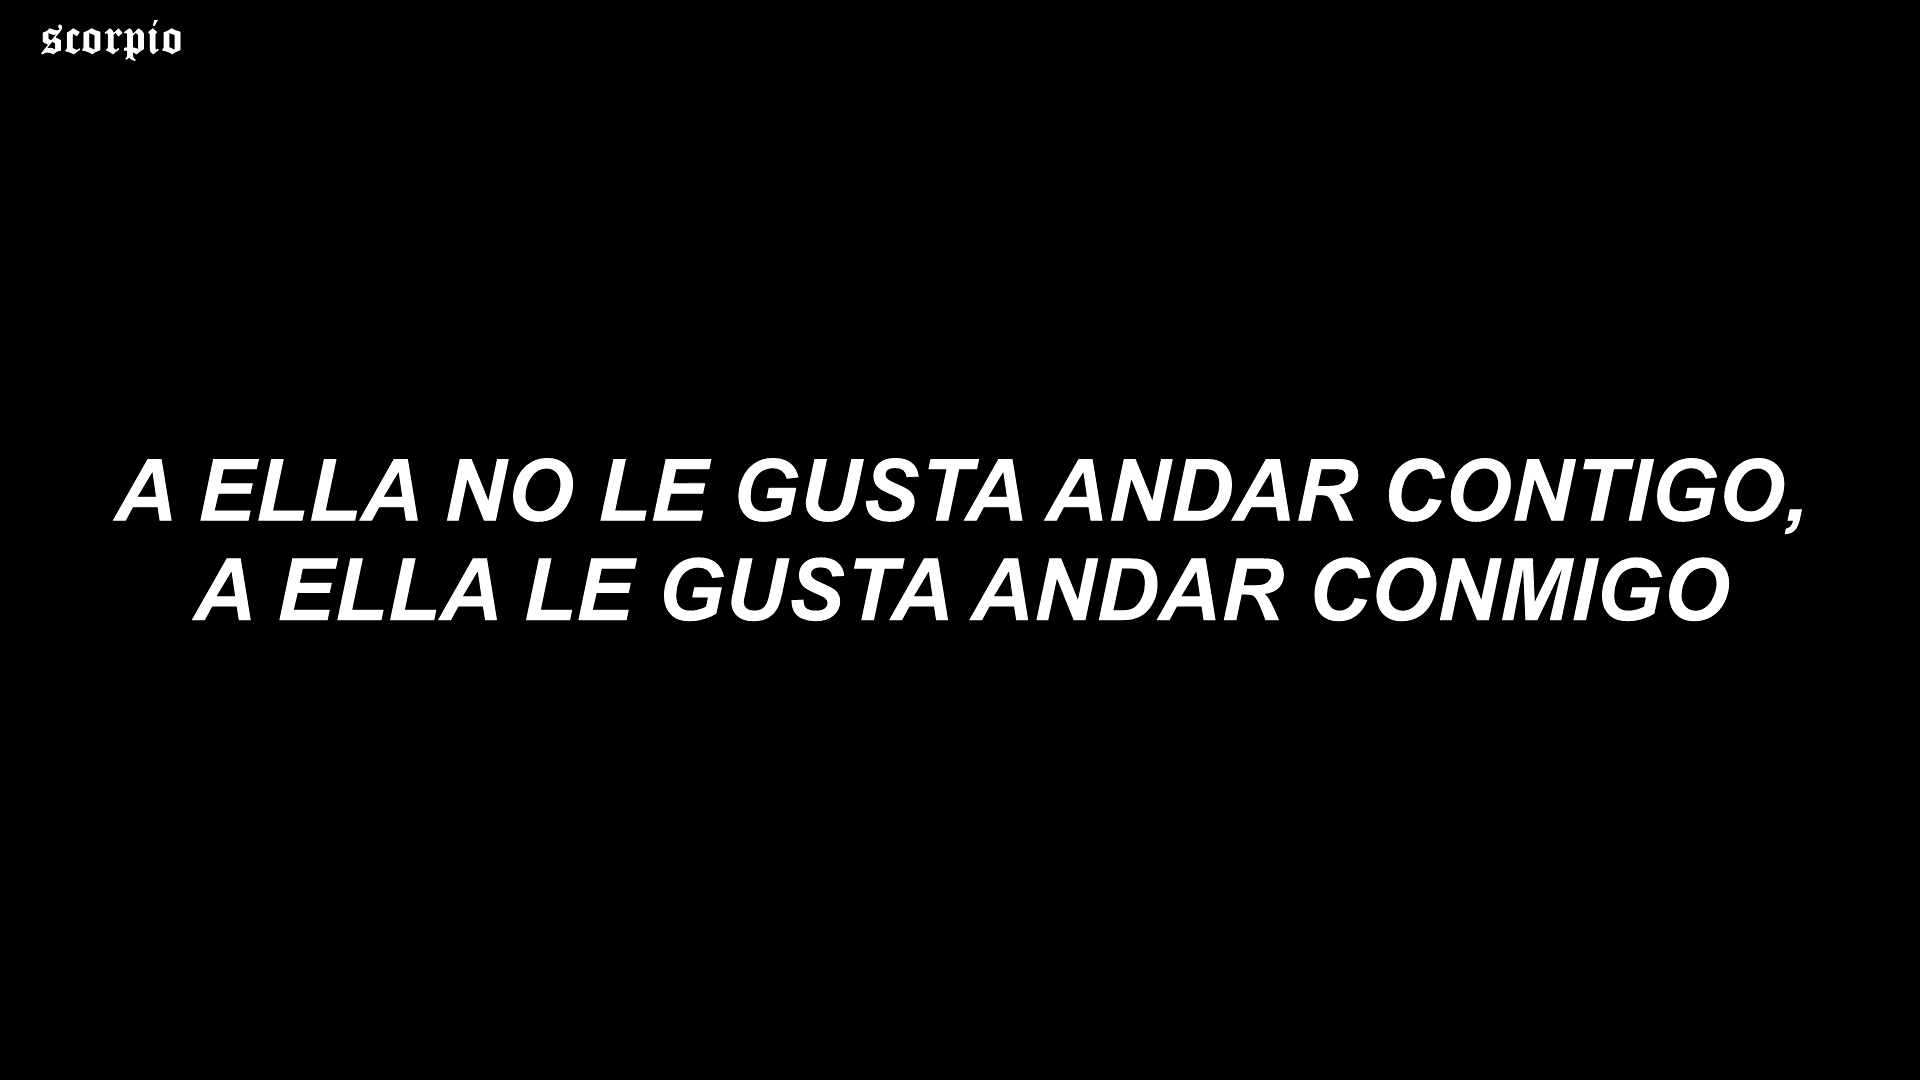 scorpio
A ELLA NO LE GUSTA ANDAR CONTIGO,
A ELLA LE GUSTA ANDAR CONMIGO